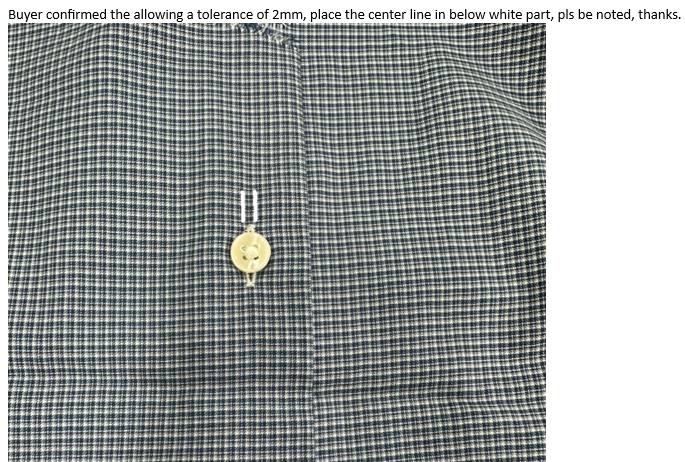 Buyer confirmed the allowing a tolerance of 2mm, place the center line in below white part, pls be noted, thanks.